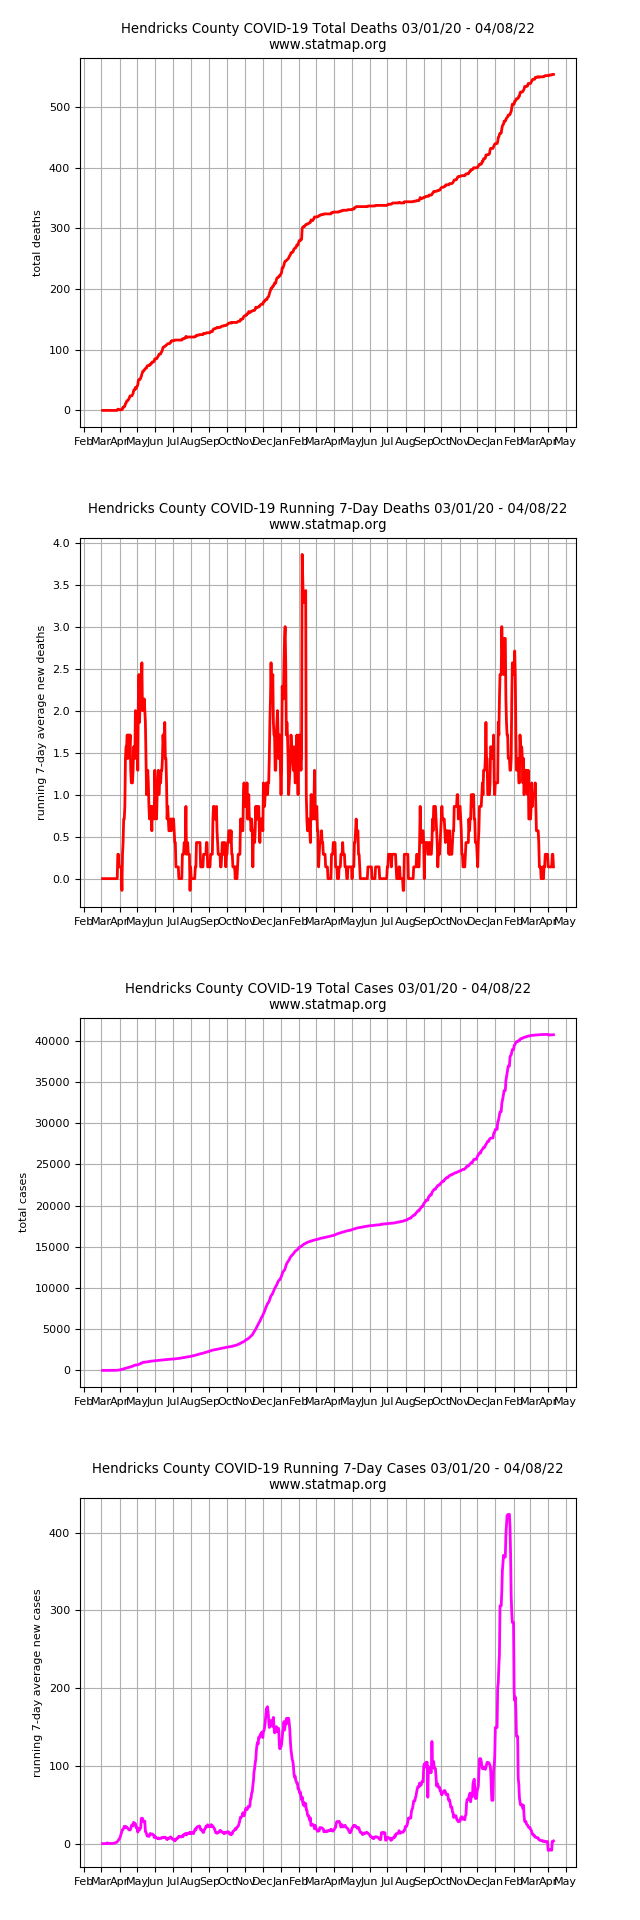 Hendricks County COVID-19 Total Deaths 03/01/20 - 04/08/22
www.statmap.org
500
400
300
200
100
0
total deaths
Feb Mar Apr May Jun Jul Aug Sep Oct Nov Dec Jan Feb Mar Apr May Jun Jul Aug Sep Oct Nov Dec Jan Feb Mar Apr May
Hendricks County COVID-19 Running 7-Day Deaths 03/01/20 - 04/08/22
www.statmap.org
4.0
3.5
3.0
2.5
2.0
1.5
1.0
0.5
0.0
running 7-day average new deaths
Feb Mar Apr May Jun Jul Aug Sep Oct Nov Dec Jan Feb Mar Apr May Jun Jul Aug Sep Oct Nov Dec Jan Feb Mar Apr May
Hendricks County COVID-19 Total Cases 03/01/20 - 04/08/22
www.statmap.org
40000
35000
30000
25000
20000
15000
10000
5000
0
total cases
Feb Mar Apr May Jun Jul Aug Sep Oct Nov Dec Jan Feb Mar Apr May Jun Jul Aug Sep Oct Nov Dec Jan Feb Mar Apr May
Hendricks County COVID-19 Running 7-Day Cases 03/01/20 - 04/08/22
www.statmap.org
400
300
200
100
0
running 7-day average new cases
Feb Mar Apr May Jun Jul Aug Sep Oct Nov Dec Jan Feb Mar Apr May Jun Jul Aug Sep Oct Nov Dec Jan Feb Mar Apr May